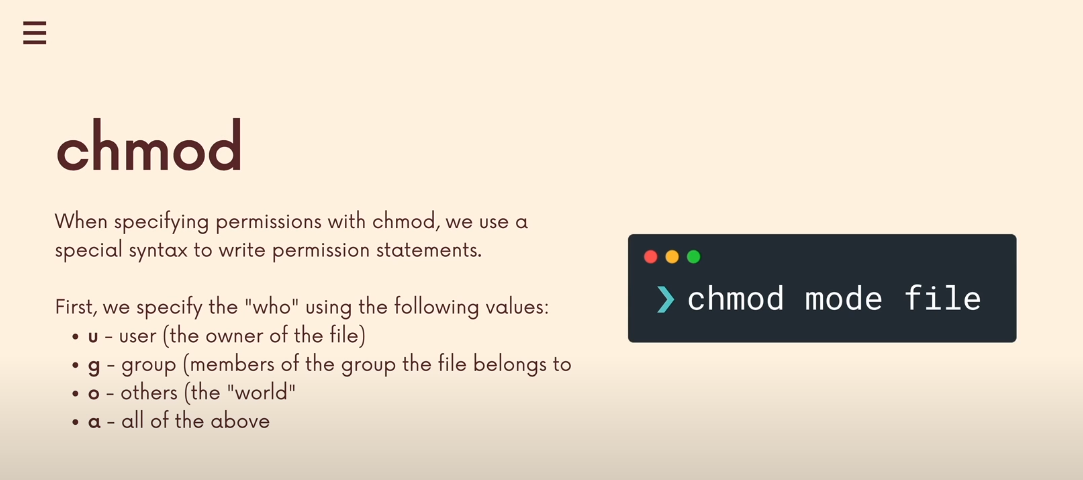 chmod
When specifying permissions with chmod, we use a
special syntax to write permission statements.
First, we specify the "who" using the following values:
• u - user (the owner of the file)
• g - group (members of the group the file belongs to
• o - others (the "world"
• a - all of the above
❯ chmod mode file